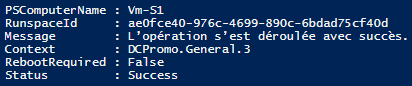 PSComputerName : Vm-S1
RunspaceId : ae0fce40-976c-4699-890c-6bdad75cf40d
Message : L'opération s'est déroulée avec succès.
Context : DCPromo.General.3
RebootRequired : False
Status : Success